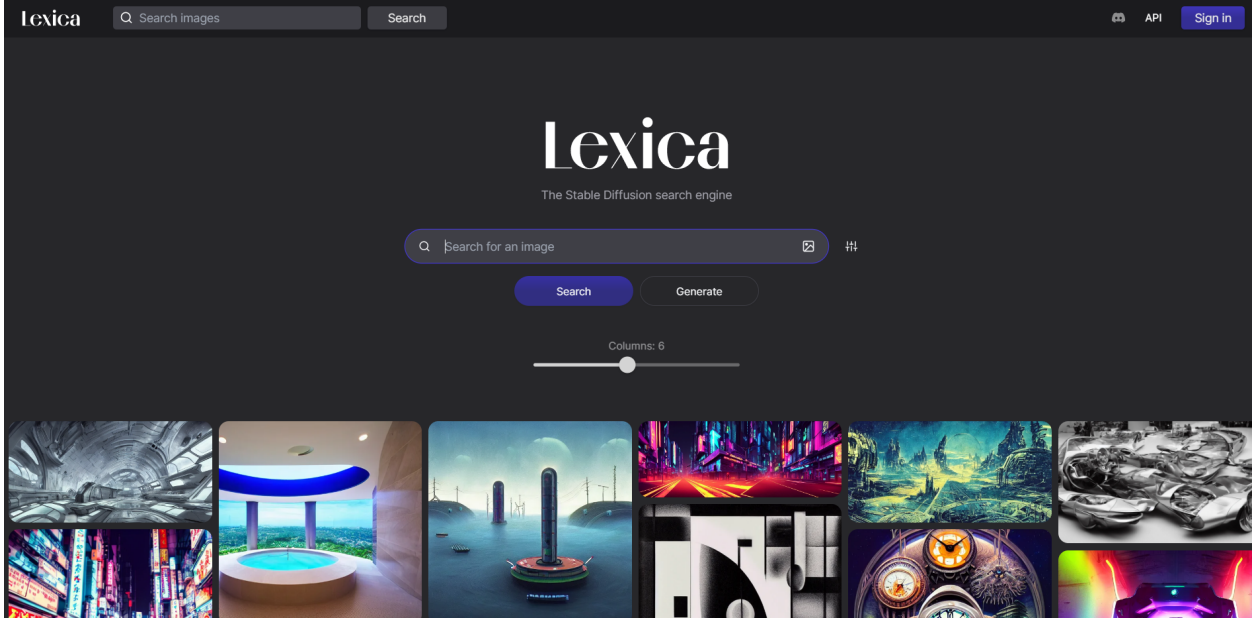 Lexica
Search images
Search
API
Sign in
Lexica
The Stable Diffusion search engine
Search for an image
Search
Generate
Columns: 6